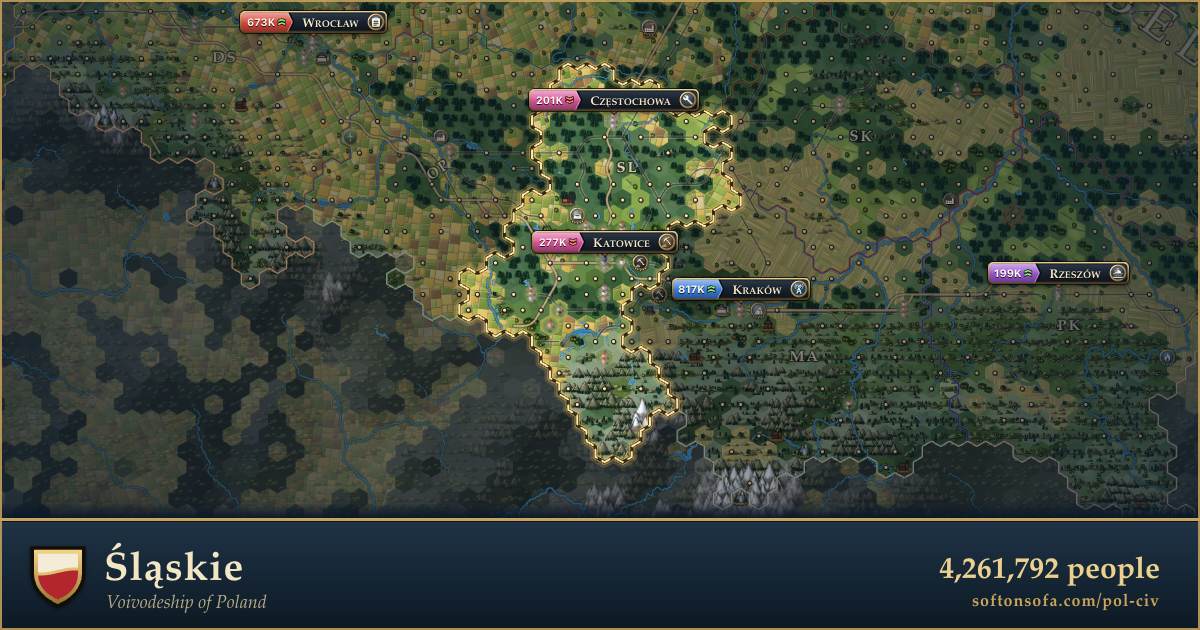 673K Wrocław
DS
201K Częstochowa
SK
SL
OP
277K Katowice
817K Kraków
199K Rzeszów
PK
MA
Śląskie
Voivodeship of Poland
4,261,792 people
softonsofa.com/pol-civ